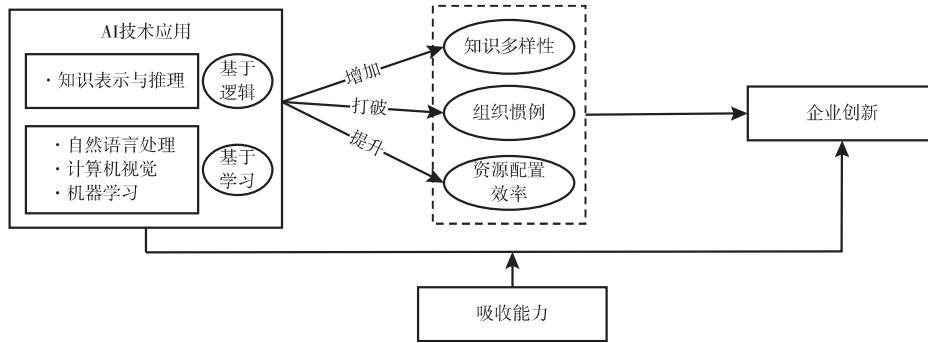 AI技术应用
· 知识表示与推理
基于
逻辑
· 自然语言处理
· 计算机视觉
· 机器学习
基于
学习
增加
打破
提升
知识多样性
组织惯例
资源配置
效率
企业创新
吸收能力